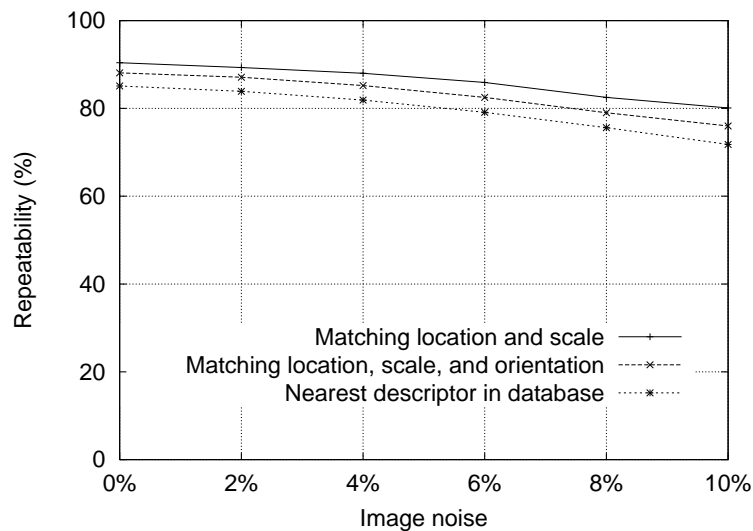 100
80
60
40
20
0
Repeatability (%)
Matching location and scale
Matching location, scale, and orientation
Nearest descriptor in database
0% 2% 4% 6% 8% 10%
Image noise